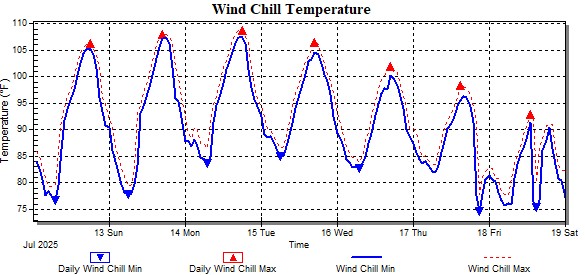 Wind Chill Temperature
110
105
100
95
90
85
80
75
Temperature (°F)
13 Sun 14 Mon 15 Tue 16 Wed 17 Thu 18 Fri 19 Sat
Jul 2025 Time
Daily Wind Chill Min Daily Wind Chill Max Wind Chill Min Wind Chill Max